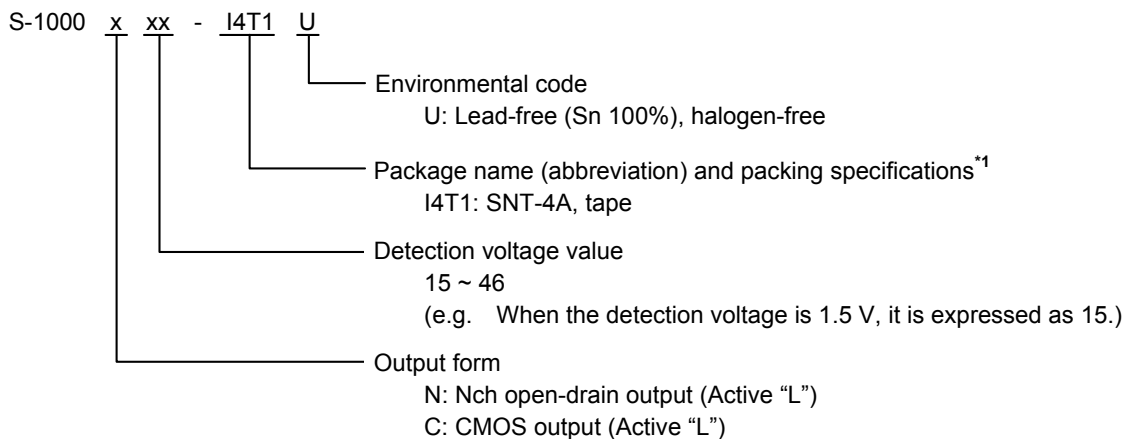 S-1000 x xx - I4T1 U
Environmental code
U: Lead-free (Sn 100%), halogen-free
Package name (abbreviation) and packing specifications*1
I4T1: SNT-4A, tape
Detection voltage value
15 ~ 46
(e.g. When the detection voltage is 1.5 V, it is expressed as 15.)
Output form
N: Nch open-drain output (Active “L”)
C: CMOS output (Active “L”)